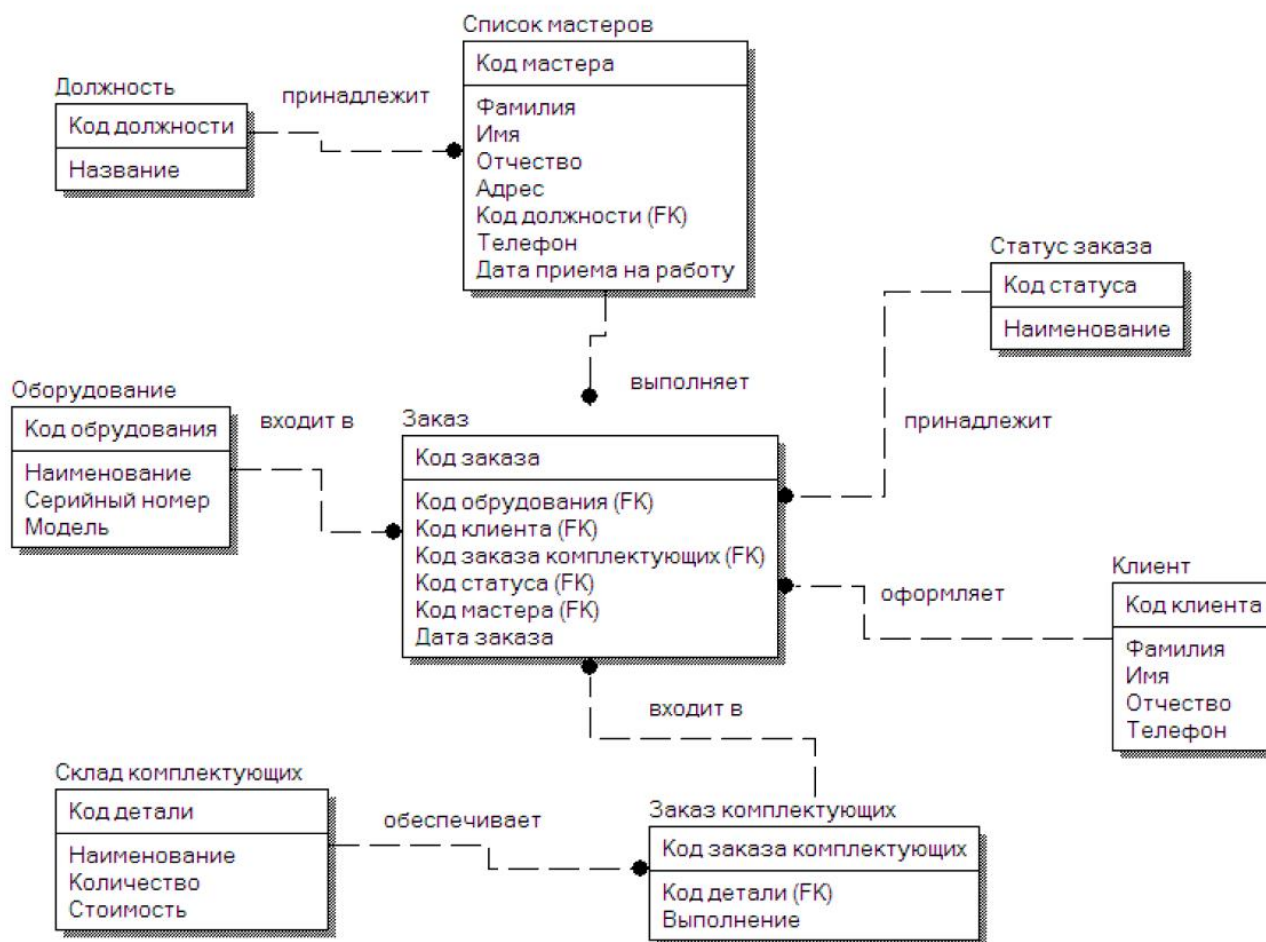 Список мастеров
Код мастера
Фамилия
Имя
Отчество
Адрес
Код должности (FK)
Телефон
Дата приема на работу
Должность
Код должности
Название
принадлежит
Статус заказа
Код статуса
Наименование
принадлежит
выполняет
Оборудование
Код обрудования
Наименование
Серийный номер
Модель
входит в
Заказ
Код заказа
Код обрудования (FK)
Код клиента (FK)
Код заказа комплектующих (FK)
Код статуса (FK)
Код мастера (FK)
Дата заказа
оформляет
Клиент
Код клиента
Фамилия
Имя
Отчество
Телефон
входит в
Склад комплектующих
Код детали
Наименование
Количество
Стоимость
обеспечивает
Заказ комплектующих
Код заказа комплектующих
Код детали (FK)
Выполнение